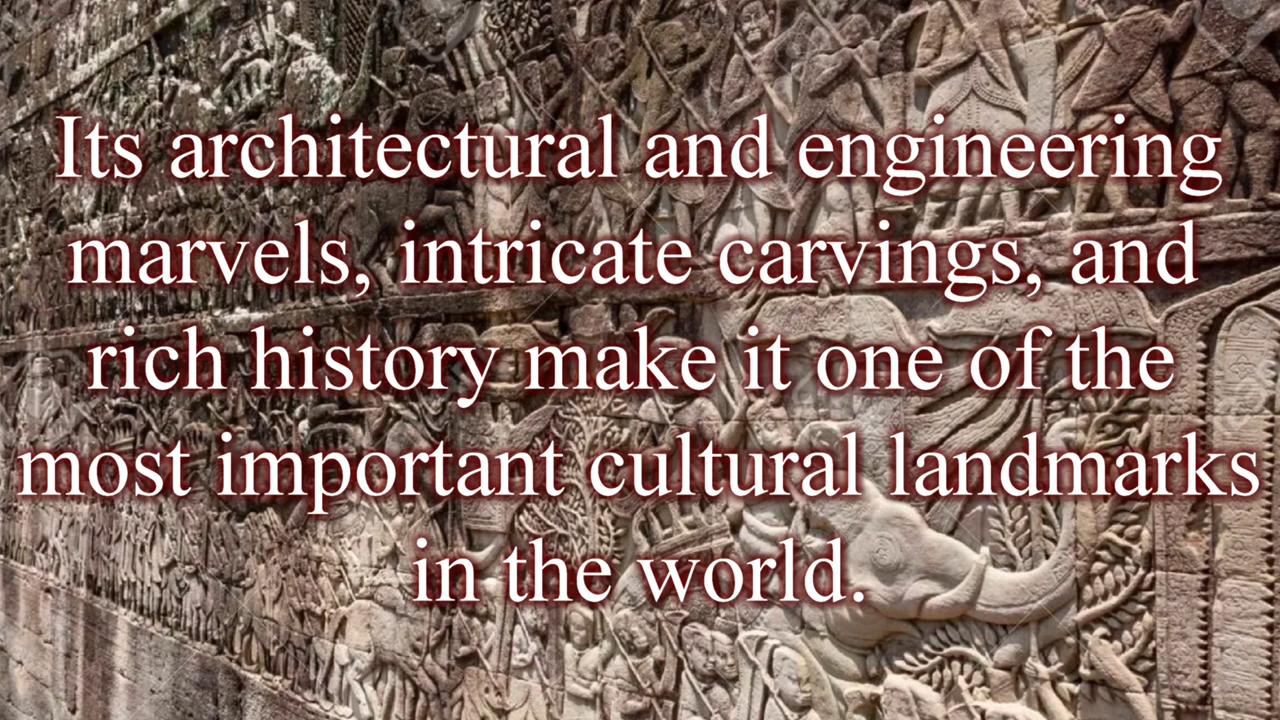 Its architectural and engineering
marvels, intricate carvings, and
rich history make it one of the
most important cultural landmarks
in the world.